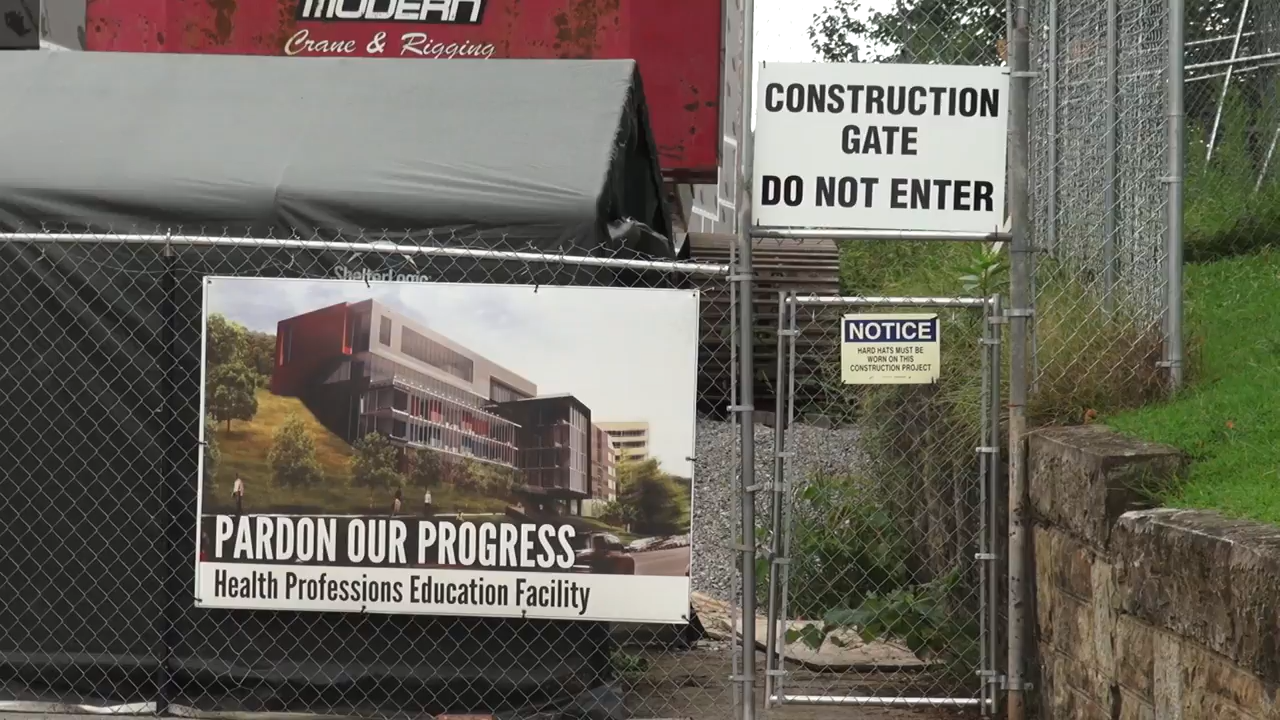 MODERN
Crane & Rigging
CONSTRUCTION
GATE
DO NOT ENTER
ShelterLogic
NOTICE
HARD HATS MUST BE
WORN ON THIS
CONSTRUCTION PROJECT
PARDON OUR PROGRESS
Health Professions Education Facility